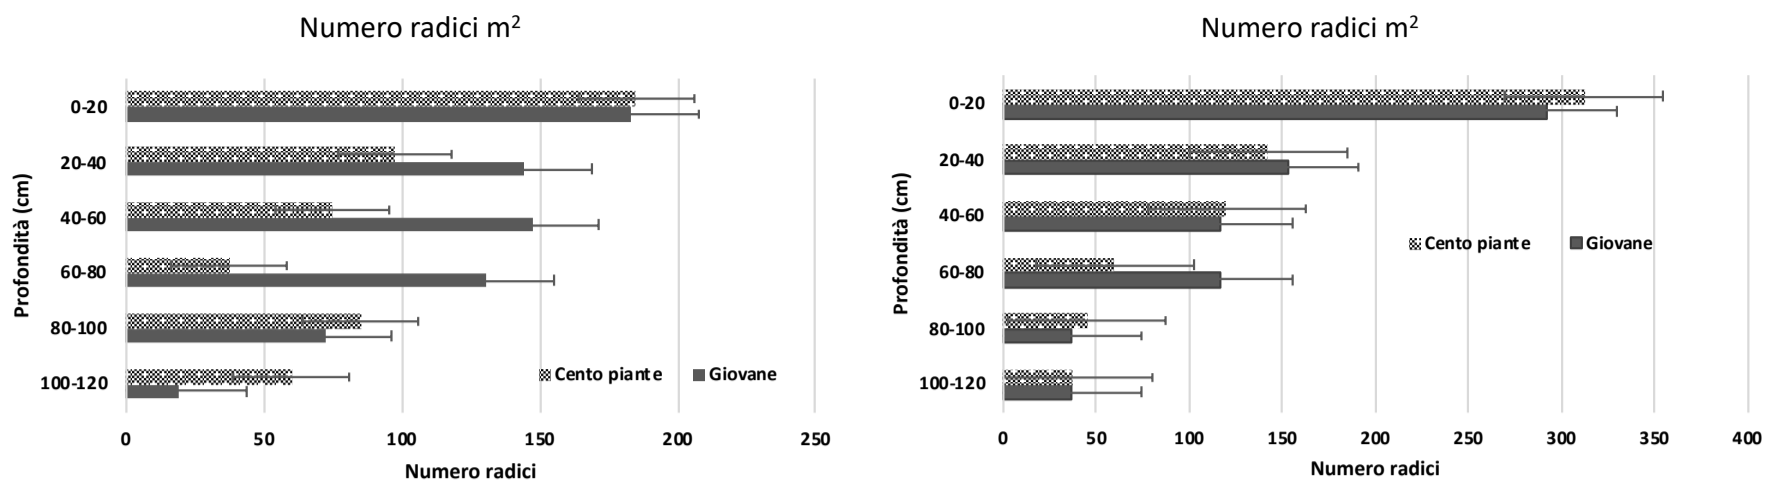 Numero radici m²
Profondità (cm)
0-20
20-40
40-60
60-80
80-100
100-120
Cento piante
Giovane
0 50 100 150 200 250
Numero radici
Numero radici m²
Profondità (cm)
0-20
20-40
40-60
60-80
80-100
100-120
Cento piante
Giovane
0 50 100 150 200 250 300 350 400
Numero radici